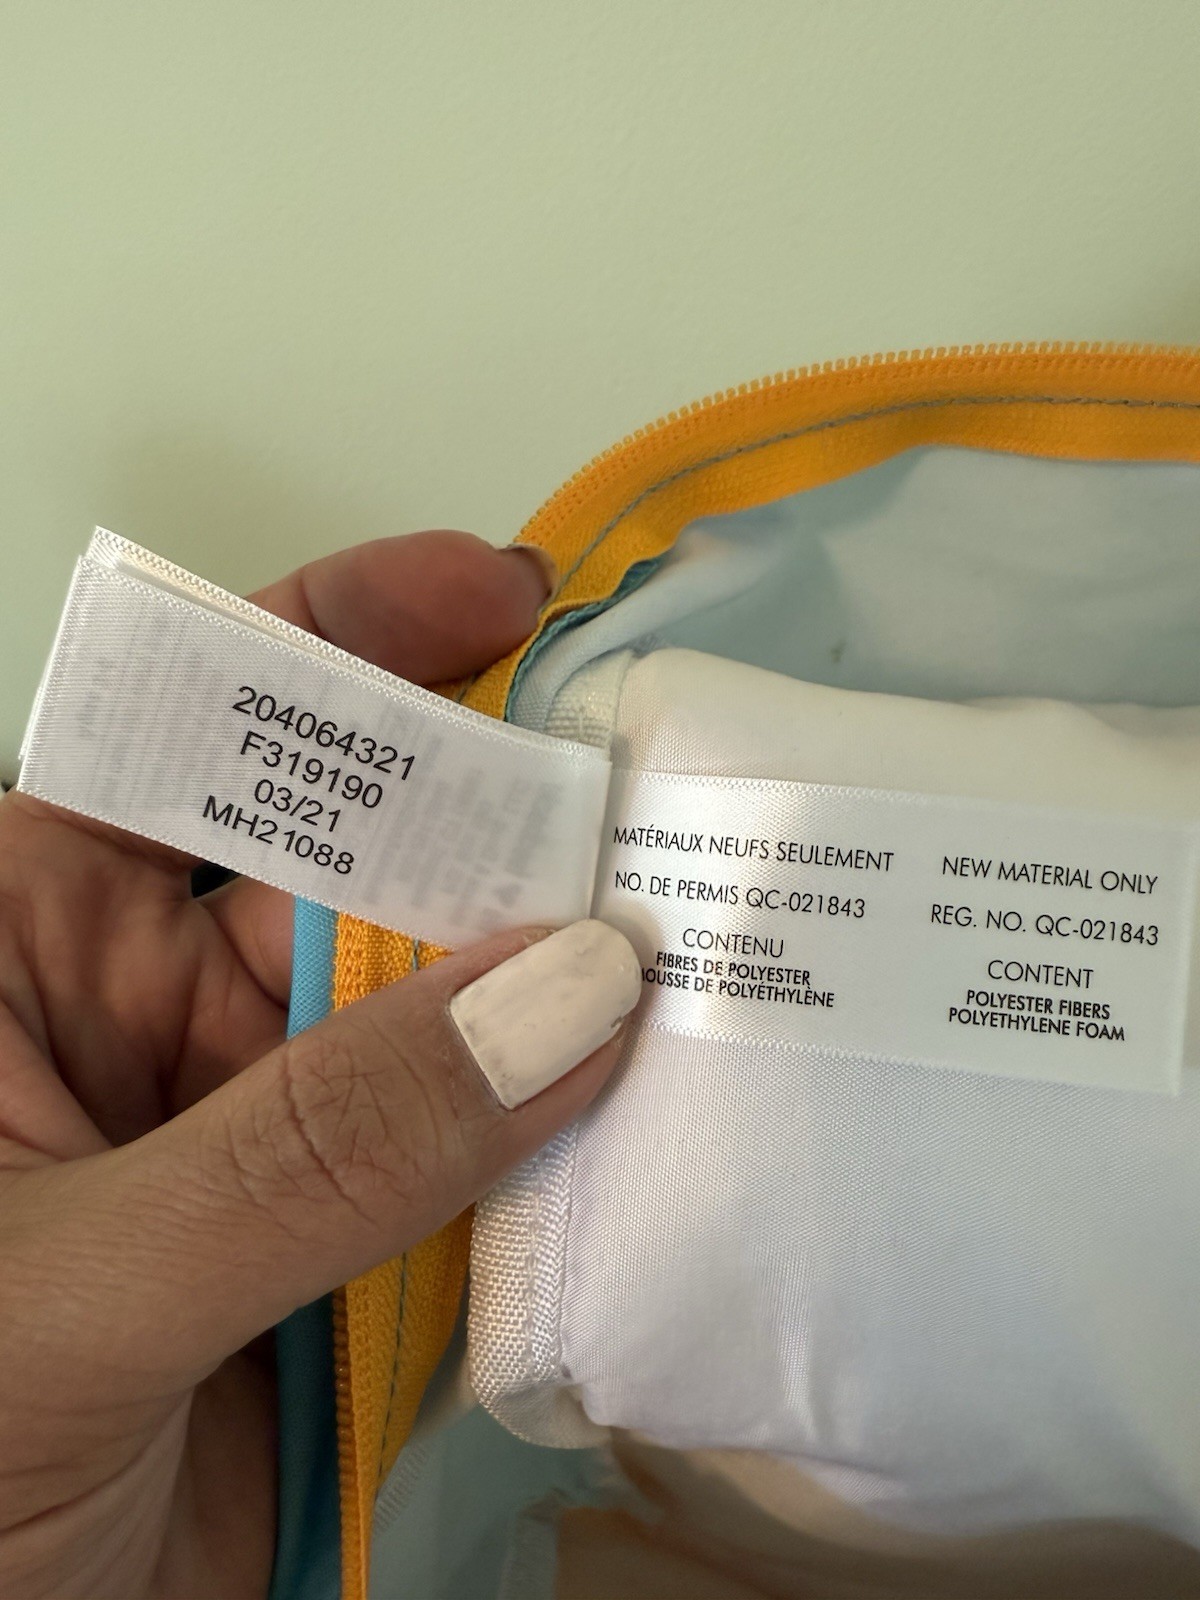 204064321
F319190
03/21
MH21088
MATÉRIAUX NEUFS SEULEMENT
NO. DE PERMIS QC-021843
CONTENU
FIBRES DE POLYESTER
DE POLYÉTHYLÈNE
NEW MATERIAL ONLY
REG. NO. QC-021843
CONTENT
POLYESTER FIBERS
POLYETHYLENE FOAM